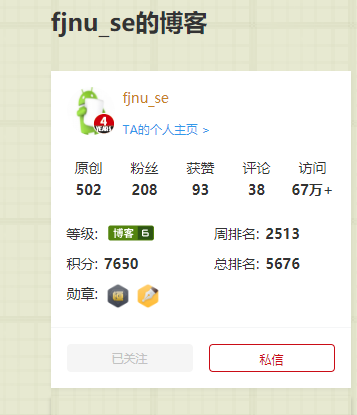 fjnu_se的博客
fjnu_se
4
YEARS
TA的个人主页 >
原创 粉丝 获赞 评论 访问
502 208 93 38 67万+
等级: 博客 6 周排名: 2513
积分: 7650 总排名: 5676
勋章:
已关注 私信